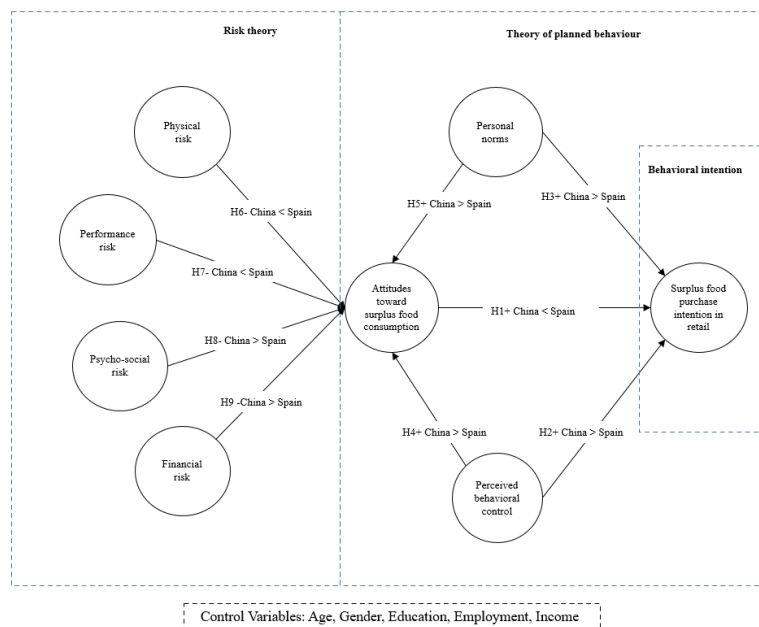 Risk theory
Theory of planned behaviour
Physical
risk
Personal
norms
Behavioral intention
H3+ China > Spain
H5+ China > Spain
H6- China < Spain
Performance
risk
H7- China < Spain
Attitudes
toward
surplus food
consumption
H1+ China < Spain
Surplus food
purchase
intention in
retail
H8- China > Spain
Psycho-social
risk
H9 -China > Spain
H4+ China > Spain
H2+ China > Spain
Financial
risk
Perceived
behavioral
control
Control Variables: Age, Gender, Education, Employment, Income